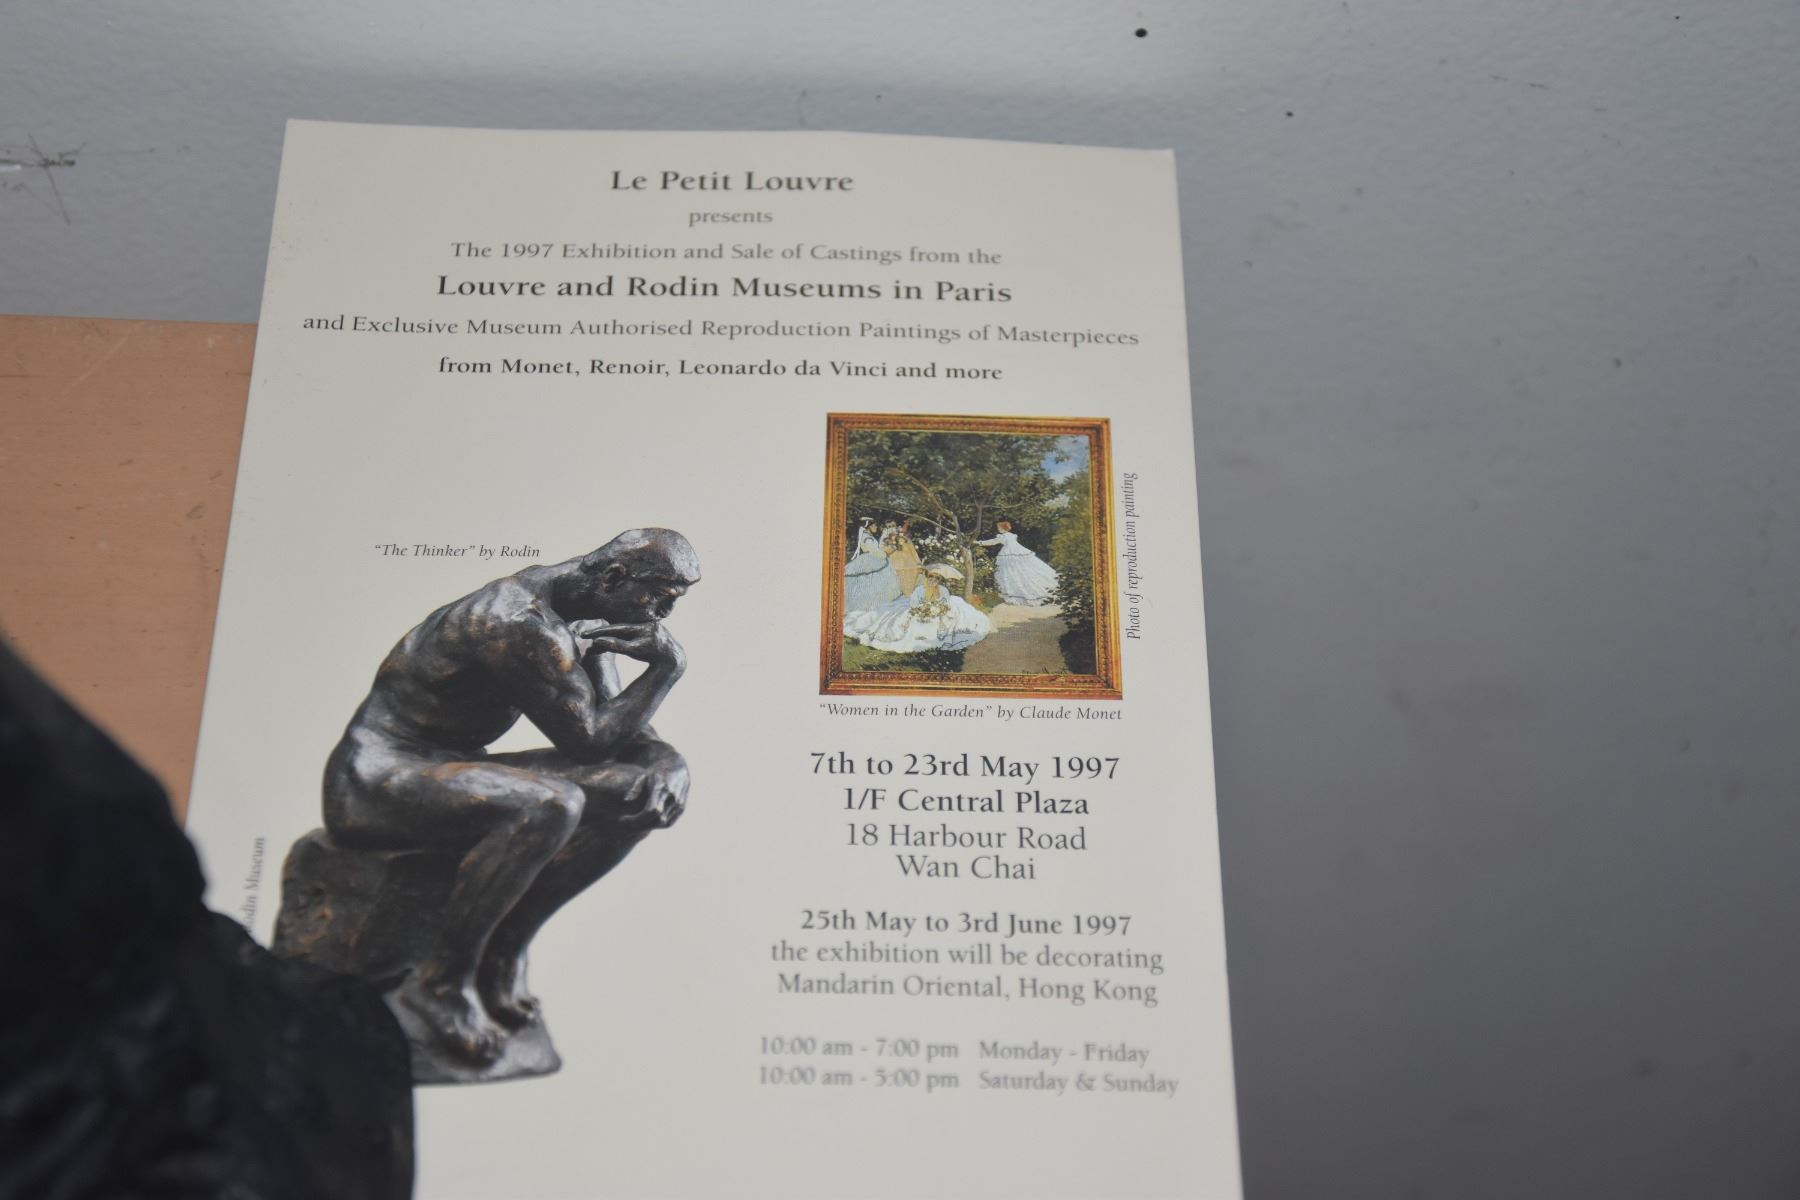 Le Petit Louvre
presents
The 1997 Exhibition and Sale of Castings from the
Louvre and Rodin Museums in Paris
and Exclusive Museum Authorised Reproduction Paintings of Masterpieces
from Monet, Renoir, Leonardo da Vinci and more
Photo of reproduction painting
“The Thinker” by Rodin
“Women in the Garden” by Claude Monet
7th to 23rd May 1997
1/F Central Plaza
18 Harbour Road
Wan Chai
Museum
25th May to 3rd June 1997
the exhibition will be decorating
Mandarin Oriental, Hong Kong
10:00 am - 7:00 pm Monday - Friday
10:00 am - 5:00 pm Saturday & Sunday